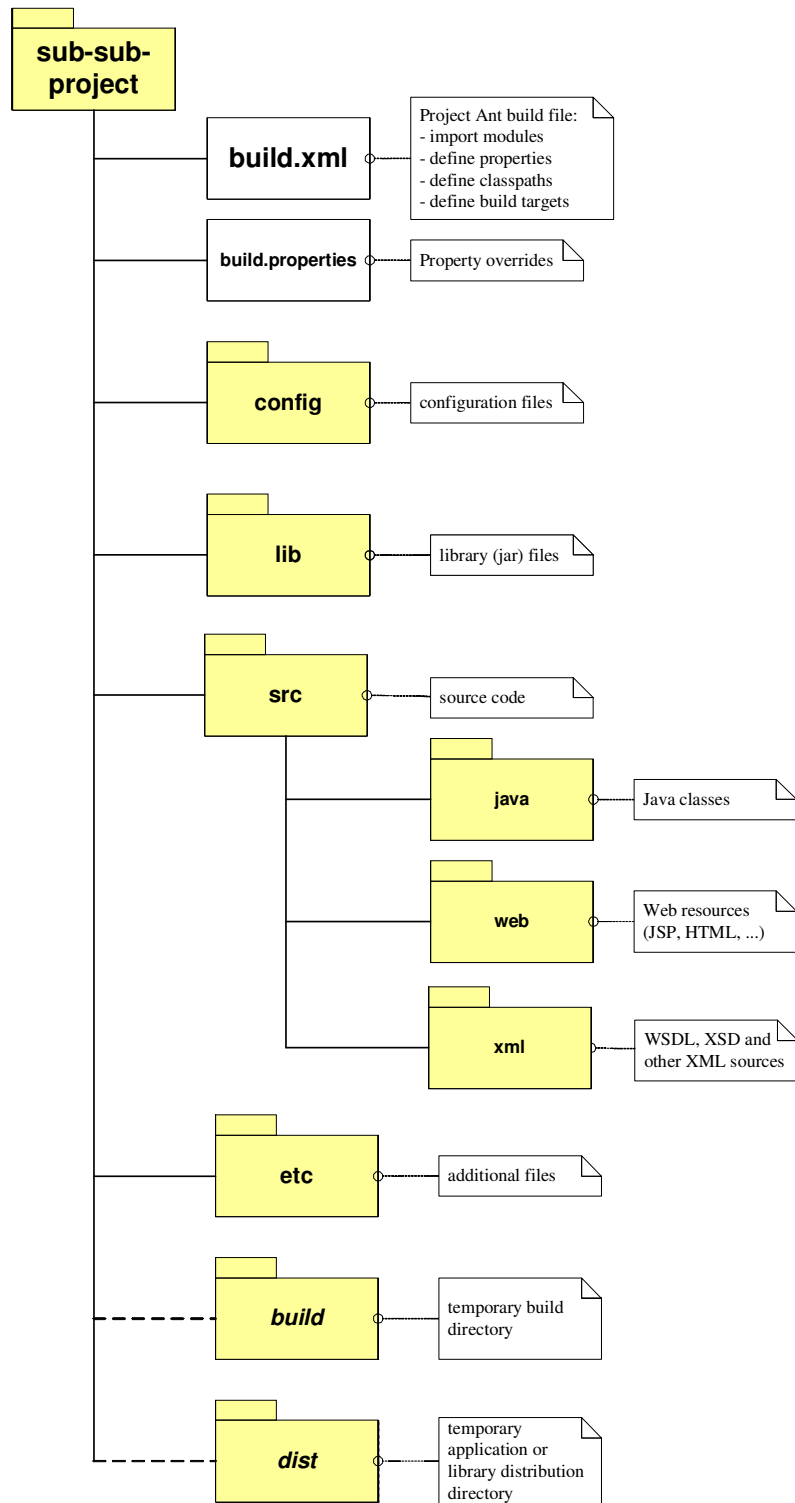 sub-sub-
project
build.xml
Project Ant build file:
- import modules
- define properties
- define classpaths
- define build targets
build.properties
Property overrides
config
configuration files
lib
library (jar) files
src
source code
java
Java classes
web
Web resources
(JSP, HTML, ...)
xml
WSDL, XSD and
other XML sources
etc
additional files
build
temporary build
directory
dist
temporary
application or
library distribution
directory